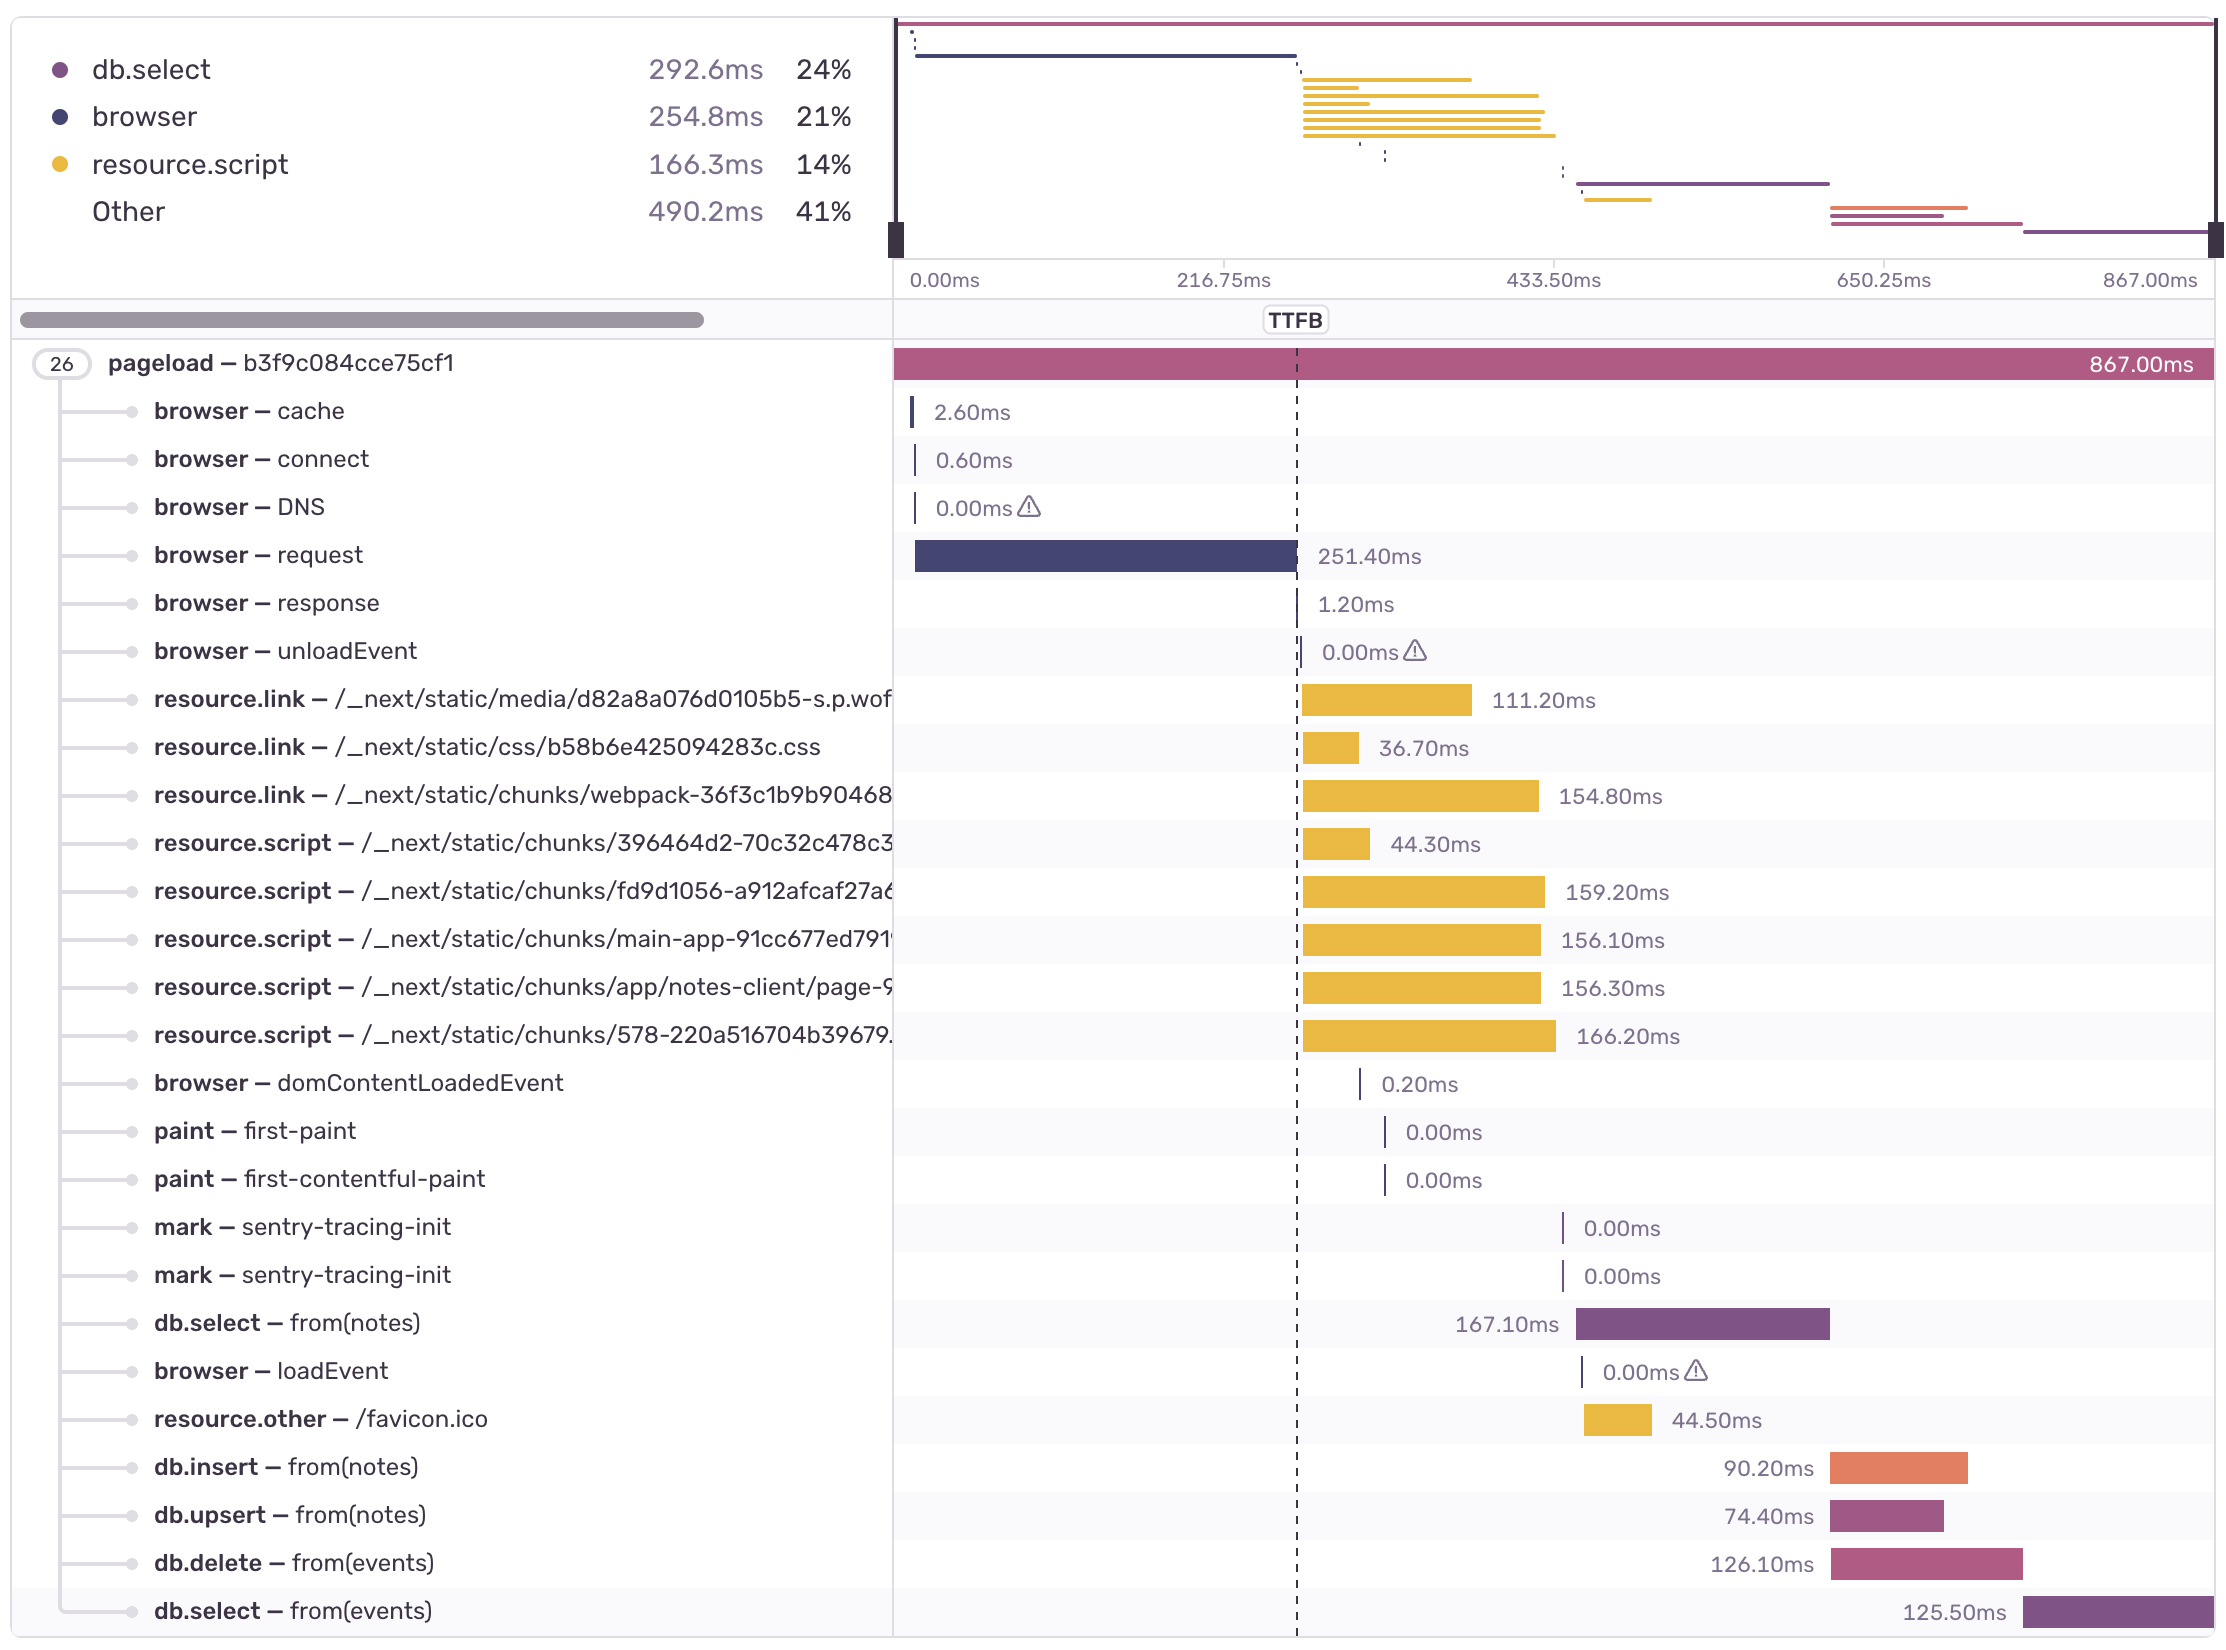 db.select 292.6ms 24%
browser 254.8ms 21%
resource.script 166.3ms 14%
Other 490.2ms 41%
0.00ms 216.75ms 433.50ms 650.25ms 867.00ms
TTFB
26 pageload — b3f9c084cce75cf1 867.00ms
browser — cache 2.60ms
browser — connect 0.60ms
browser — DNS 0.00ms
browser — request 251.40ms
browser — response 1.20ms
browser — unloadEvent 0.00ms
resource.link — /_next/static/media/d82a8a076d0105b5-s.p.wof 111.20ms
resource.link — /_next/static/css/b58b6e425094283c.css 36.70ms
resource.link — /_next/static/chunks/webpack-36f3c1b9b90468 154.80ms
resource.script — /_next/static/chunks/396464d2-70c32c478c3 44.30ms
resource.script — /_next/static/chunks/fd9d1056-a912afcaf27a6 159.20ms
resource.script — /_next/static/chunks/main-app-91cc677ed791 156.10ms
resource.script — /_next/static/chunks/app/notes-client/page-9 156.30ms
resource.script — /_next/static/chunks/578-220a516704b39679. 166.20ms
browser — domContentLoadedEvent 0.20ms
paint — first-paint 0.00ms
paint — first-contentful-paint 0.00ms
mark — sentry-tracing-init 0.00ms
mark — sentry-tracing-init 0.00ms
db.select — from(notes) 167.10ms
browser — loadEvent 0.00ms
resource.other — /favicon.ico 44.50ms
db.insert — from(notes) 90.20ms
db.upsert — from(notes) 74.40ms
db.delete — from(events) 126.10ms
db.select — from(events) 125.50ms